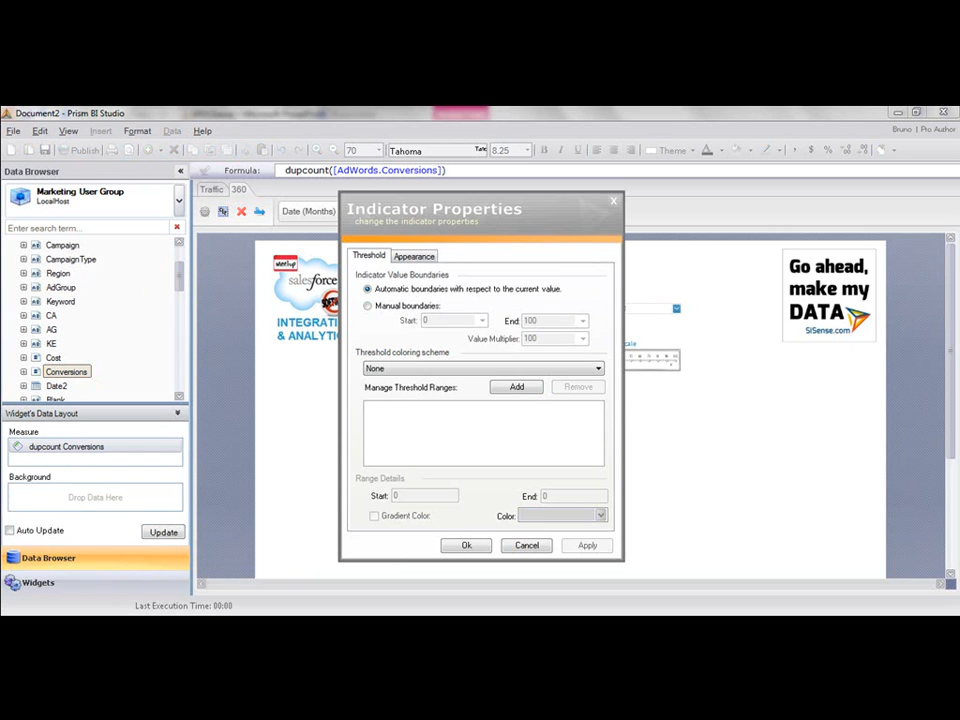 Document2 - Prism BI Studio
File Edit View Insert Format Data Help
Bruno | Pro Author
Publish 70 Tahoma 8.25 B I U Theme A $ %
Data Browser Formula: dupcount([AdWords.Conversions])
Marketing User Group
LocalHost
Traffic 360
Date (Months)
Enter search term...
Campaign
CampaignType
Region
AdGroup
Keyword
CA
AG
KE
Cost
Conversions
Date2
Blank
Widget's Data Layout
Measure
dupcount Conversions
Background
Drop Data Here
Auto Update Update
Data Browser
Widgets
Last Execution Time: 00:00
meetup
salesforce
INTEGRATI
& ANALYTI
Indicator Properties
change the indicator properties
X
Threshold Appearance
Indicator Value Boundaries
Automatic boundaries with respect to the current value.
Manual boundaries:
Start: 0 End: 100
Value Multiplier: 100
Threshold coloring scheme
None
Manage Threshold Ranges: Add Remove
Range Details
Start: 0 End: 0
Gradient Color: Color:
Ok Cancel Apply
cale
Go ahead,
make my
DATA
SiSense.com